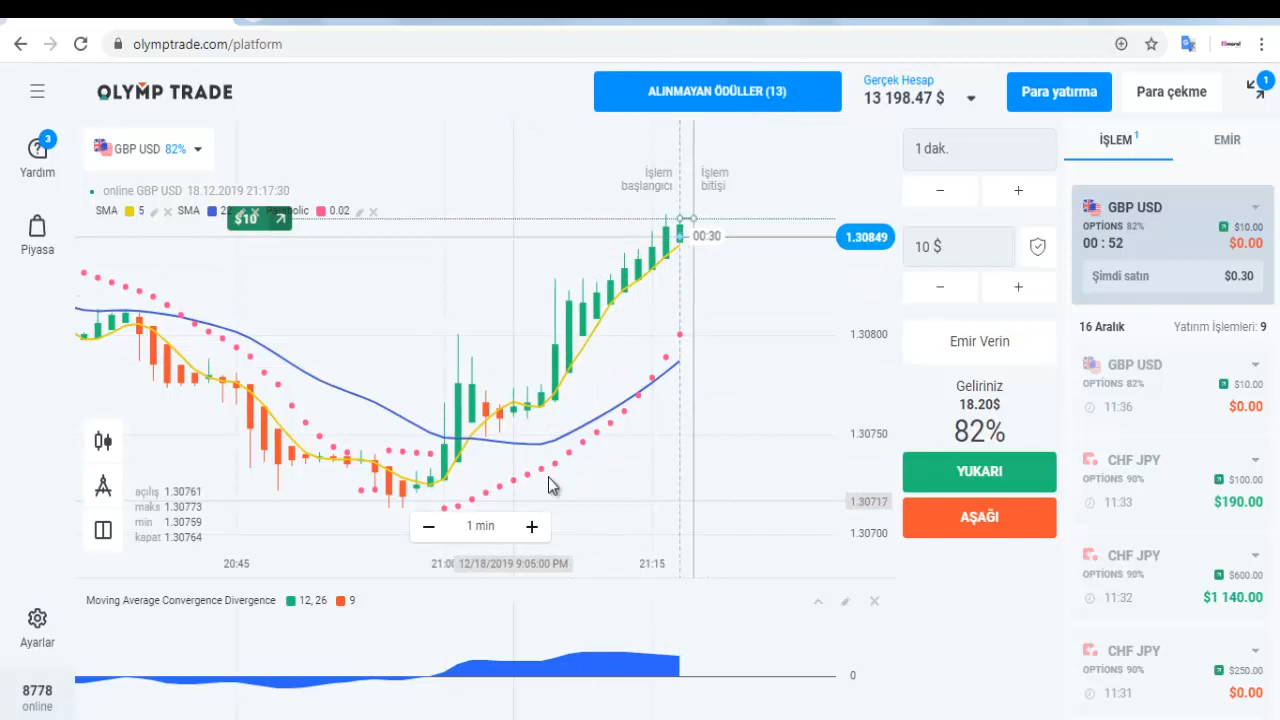 olymptrade.com/platform
OLYMP TRADE
ALINMAYAN ÖDÜLLER (13)
Gerçek Hesap
13 198.47 $
Para yatırma
Para çekme
1
3
Yardım
Piyasa
Ayarlar
8778
online
GBP USD 82%
online GBP USD 18.12.2019 21:17:30
SMA 5 SMA 0.02
$10
İşlem
başlangıcı
İşlem
bitişi
00:30
1.30849
1.30800
1.30750
1.30717
1.30700
açılış 1.30761
maks 1.30773
min 1.30759
kapat 1.30764
1 min
20:45
12/18/2019 9:05:00 PM
21:15
Moving Average Convergence Divergence 12, 26 9
0
1 dak.
− +
10 $
− +
Emir Verin
Geliriniz
18.20$
82%
YUKARI
AŞAĞI
İŞLEM 1
EMİR
GBP USD
OPTIONS 82% $10.00
00 : 52 $0.00
Şimdi satın $0.30
16 Aralık Yatırım İşlemleri: 9
GBP USD
OPTIONS 82% $10.00
11:36 $0.00
CHF JPY
OPTIONS 90% $100.00
11:33 $190.00
CHF JPY
OPTIONS 90% $600.00
11:32 $1 140.00
CHF JPY
OPTIONS 90% $250.00
11:31 $0.00